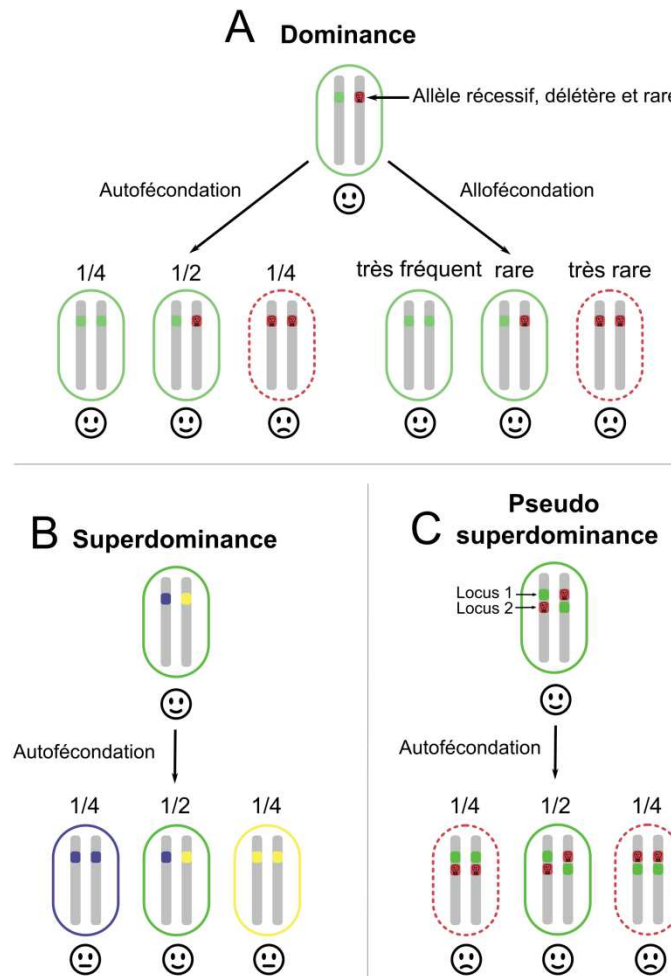 A Dominance
Allèle récessif, délétère et rare
Autofécondation
Allofécondation
1/4 1/2 1/4
très fréquent rare très rare
B Superdominance
Autofécondation
1/4 1/2 1/4
C Pseudo
superdominance
Locus 1
Locus 2
Autofécondation
1/4 1/2 1/4